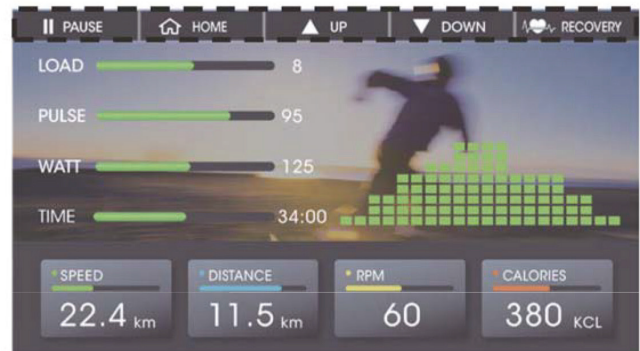 PAUSE HOME UP DOWN RECOVERY
LOAD 8
PULSE 95
WATT 125
TIME 34:00
SPEED DISTANCE RPM CALORIES
22.4 km 11.5 km 60 380 KCL